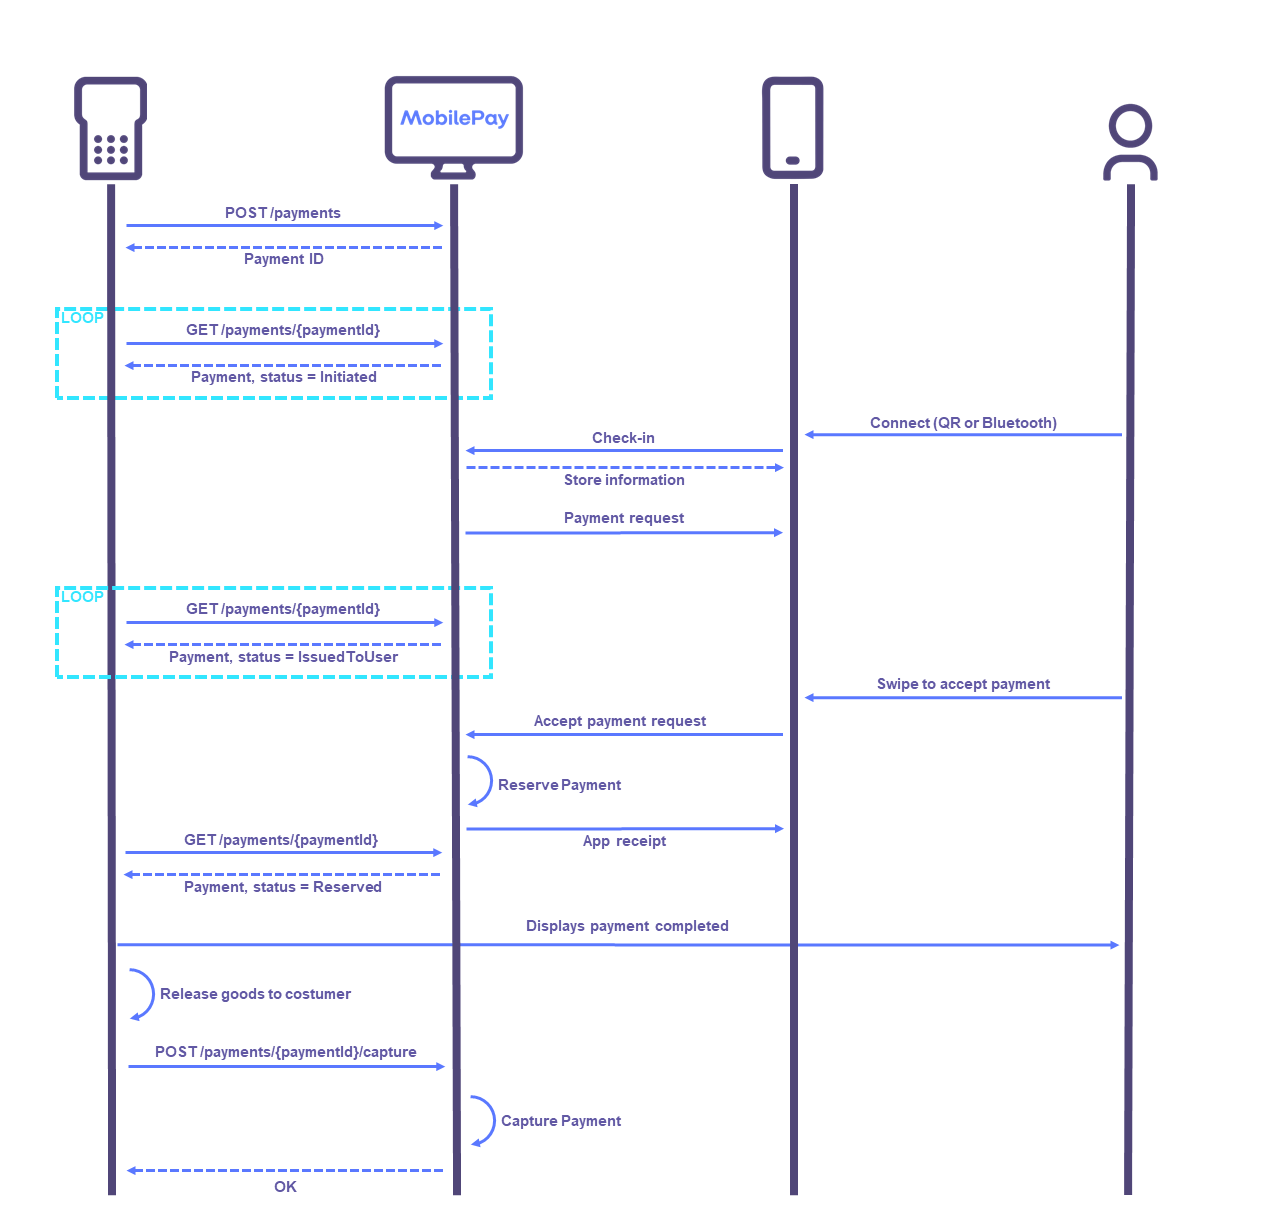 MobilePay
POST /payments
Payment ID
LOOP
GET /payments/{paymentId}
Payment, status = Initiated
Connect (QR or Bluetooth)
Check-in
Store information
Payment request
LOOP
GET /payments/{paymentId}
Payment, status = IssuedToUser
Swipe to accept payment
Accept payment request
Reserve Payment
GET /payments/{paymentId}
App receipt
Payment, status = Reserved
Displays payment completed
Release goods to costumer
POST /payments/{paymentId}/capture
Capture Payment
OK